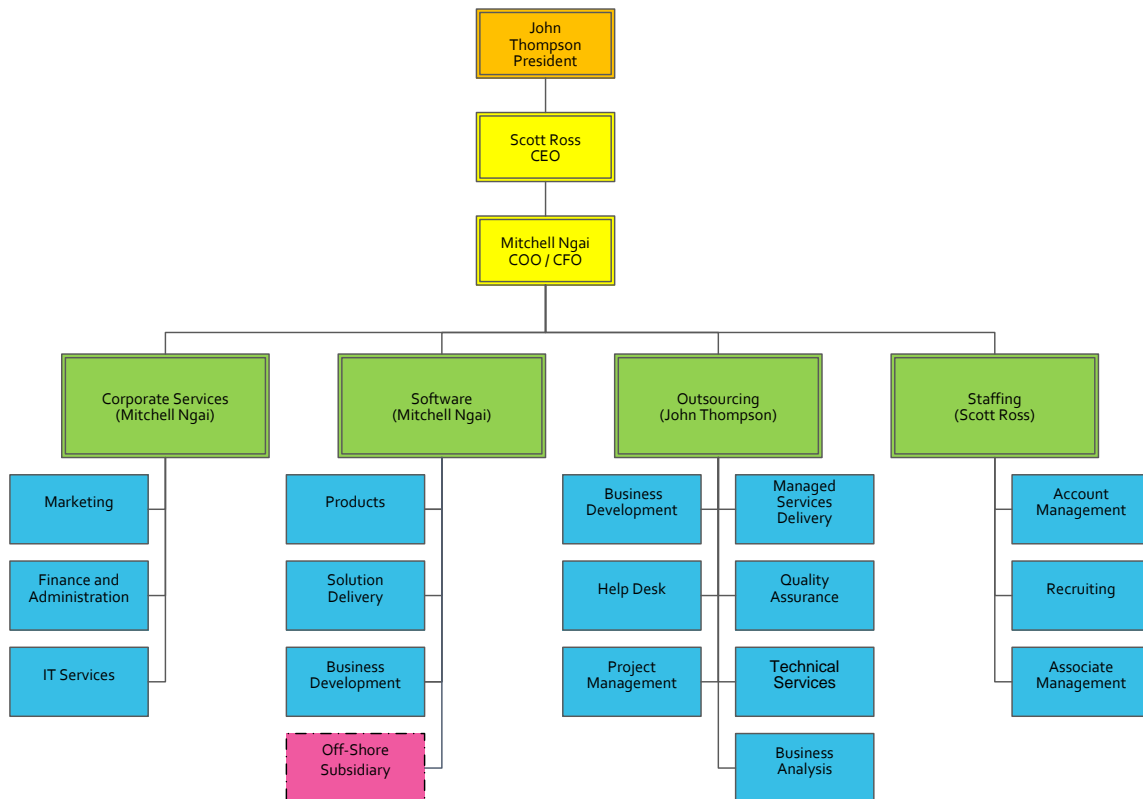 John
Thompson
President
Scott Ross
CEO
Mitchell Ngai
COO / CFO
Corporate Services
(Mitchell Ngai)
Software
(Mitchell Ngai)
Outsourcing
(John Thompson)
Staffing
(Scott Ross)
Marketing
Finance and
Administration
IT Services
Products
Solution
Delivery
Business
Development
Off-Shore
Subsidiary
Business
Development
Help Desk
Project
Management
Managed
Services
Delivery
Quality
Assurance
Technical
Services
Business
Analysis
Account
Management
Recruiting
Associate
Management